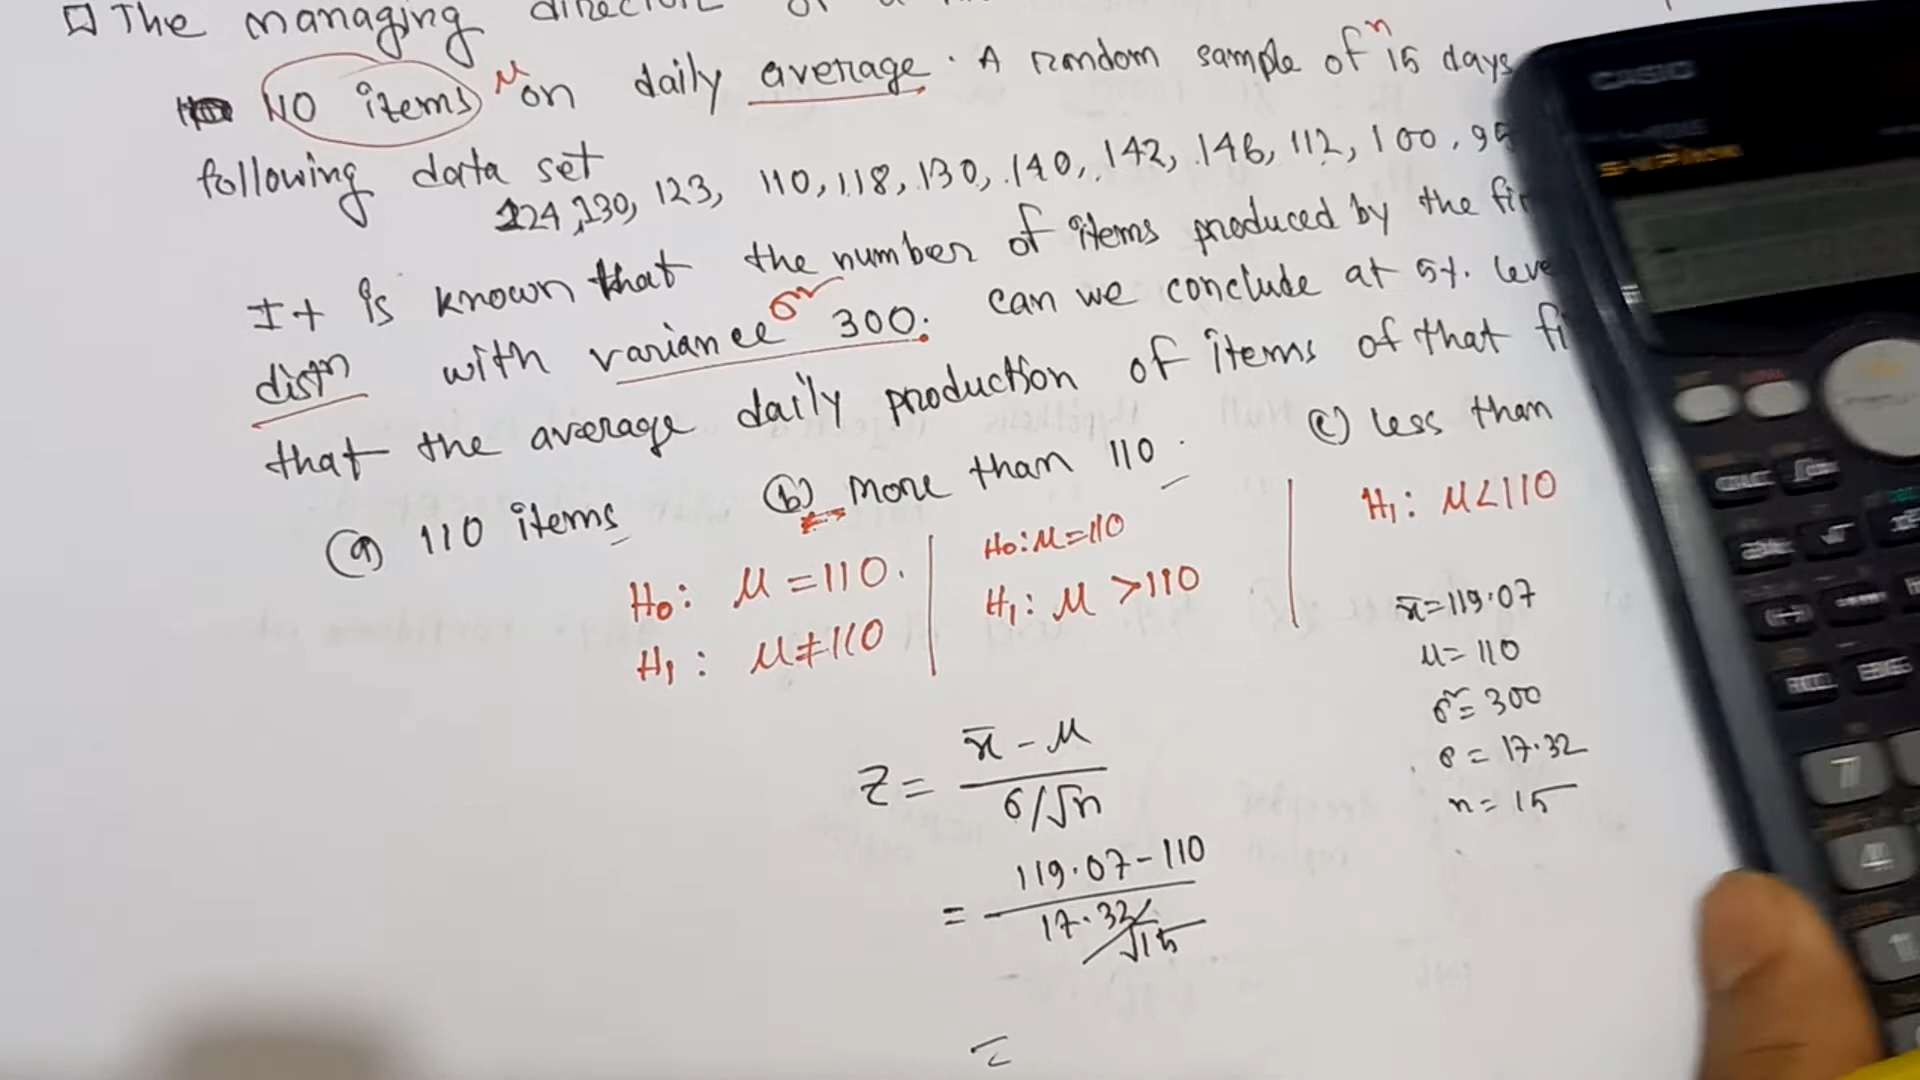 The managing
110 items μ on daily average. A random sample of n 15 days
following data set
124, 130, 123, 110, 118, 130, 140, 142, 146, 112, 100, 95
It is known that the number of items produced by the
distn with variance σ² 300. can we conclude at 5%
that the average daily production of items of that
(a) 110 items (b) more than 110. (c) less than
H₀: μ = 110.
H₁: μ ≠ 110
H₀: μ = 110
H₁: μ > 110
H₁: μ < 110
x̄ = 119.07
μ = 110
σ² = 300
σ = 17.32
n = 15
Z = (x̄ - μ) / (σ/√n)
= (119.07 - 110) / (17.32/√15)
=
CASIO